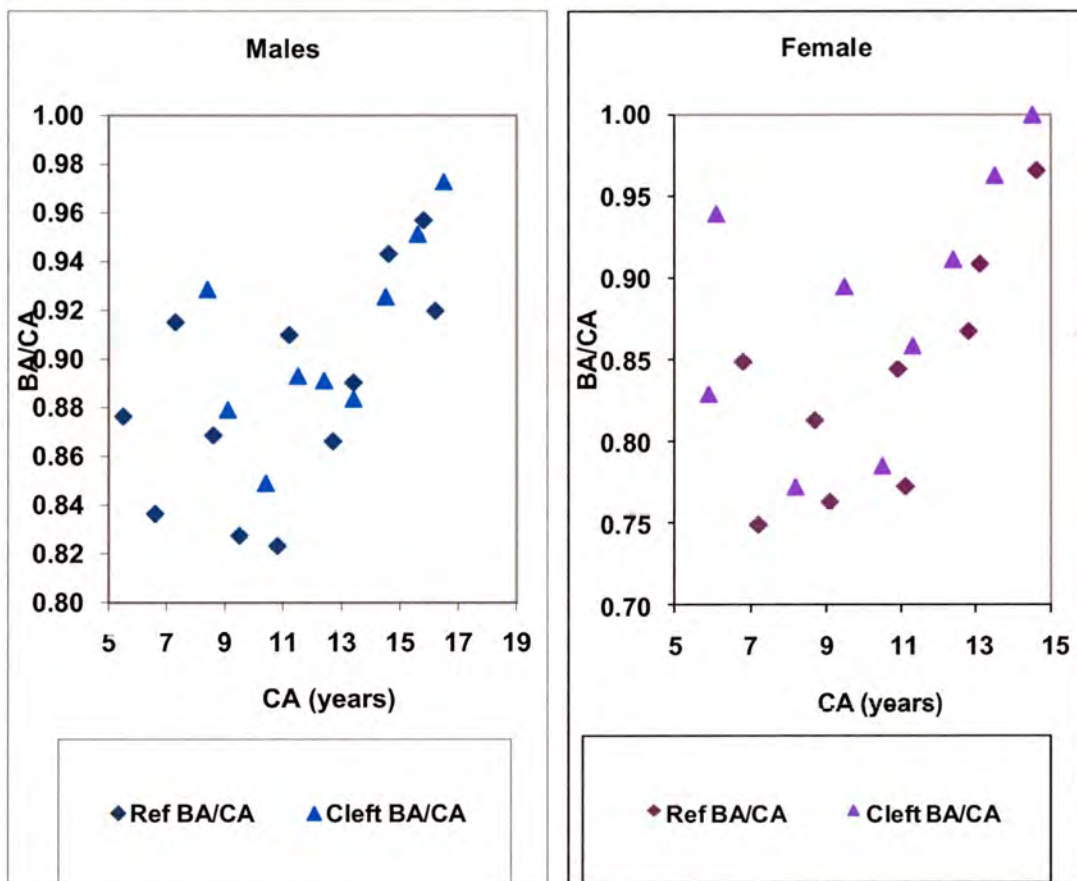 Males
1.00
0.98
0.96
0.94
0.92
0.90
0.88
0.86
0.84
0.82
0.80
BA/CA
5 7 9 11 13 15 17 19
CA (years)
Ref BA/CA Cleft BA/CA
Female
1.00
0.95
0.90
0.85
0.80
0.75
0.70
BA/CA
5 7 9 11 13 15
CA (years)
Ref BA/CA Cleft BA/CA